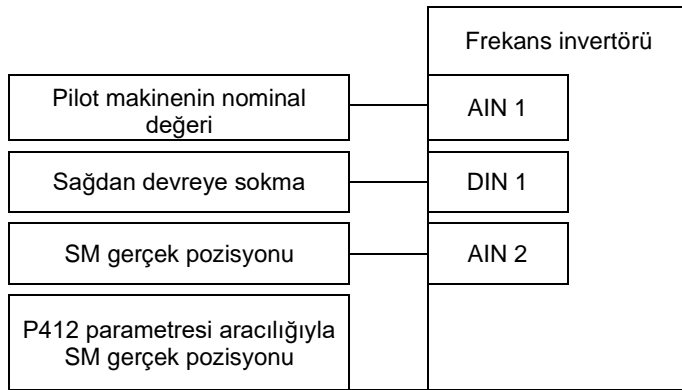 Frekans invertörü
Pilot makinenin nominal
değeri
AIN 1
Sağdan devreye sokma
DIN 1
SM gerçek pozisyonu
AIN 2
P412 parametresi aracılığıyla
SM gerçek pozisyonu